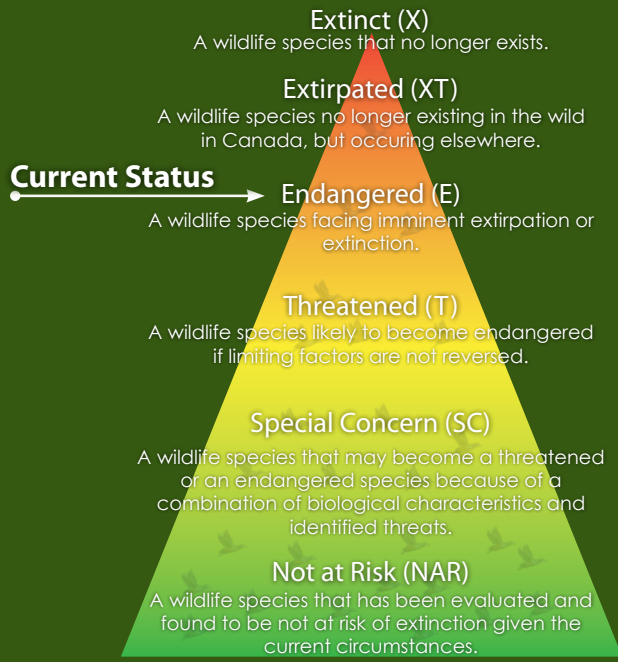 Extinct (X)
A wildlife species that no longer exists.
Extirpated (XT)
A wildlife species no longer existing in the wild
in Canada, but occuring elsewhere.
Current Status
Endangered (E)
A wildlife species facing imminent extirpation or
extinction.
Threatened (T)
A wildlife species likely to become endangered
if limiting factors are not reversed.
Special Concern (SC)
A wildlife species that may become a threatened
or an endangered species because of a
combination of biological characteristics and
identified threats.
Not at Risk (NAR)
A wildlife species that has been evaluated and
found to be not at risk of extinction given the
current circumstances.